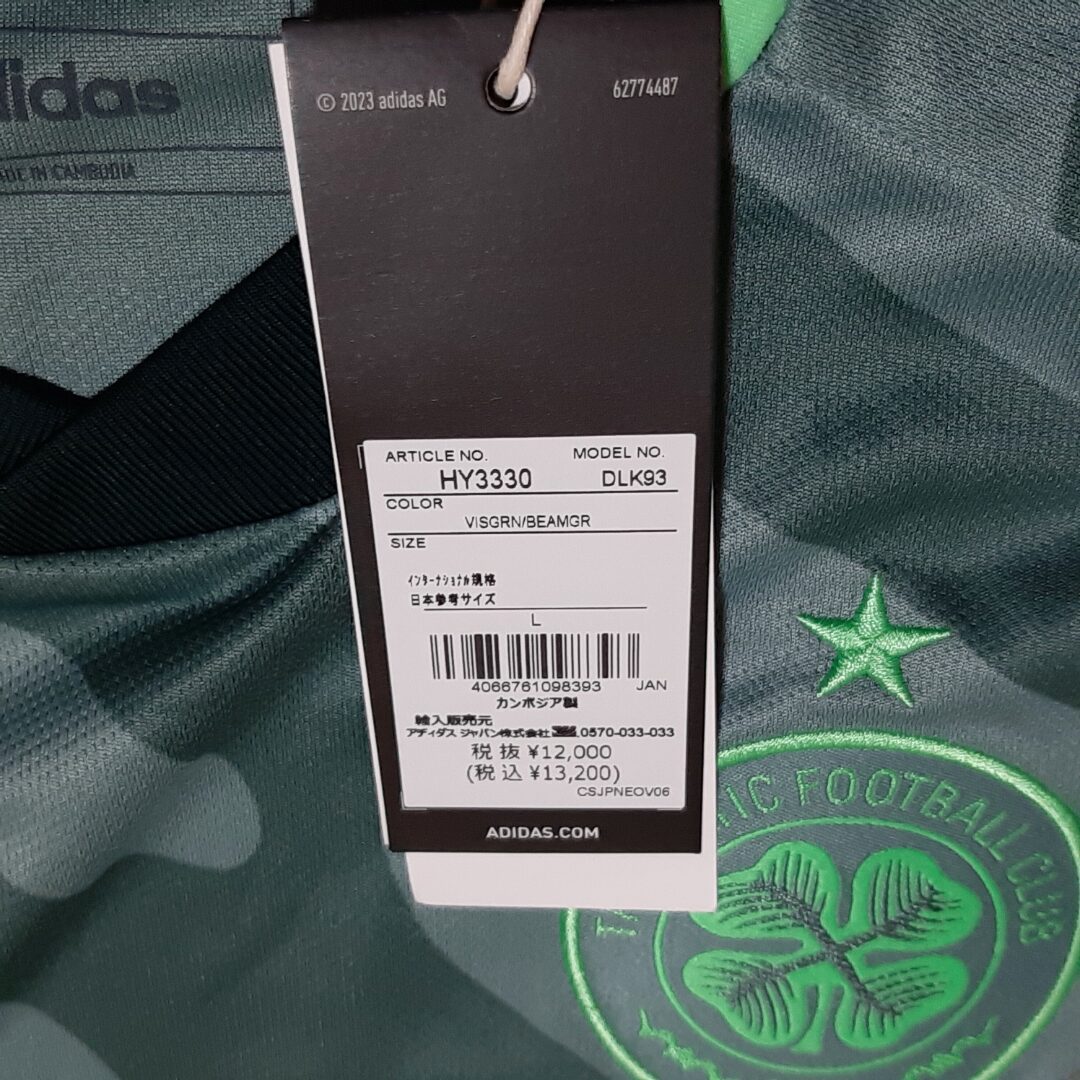 adidas
MADE IN CAMBODIA
© 2023 adidas AG
62774487
ARTICLE NO. MODEL NO.
HY3330 DLK93
COLOR
VISGRN/BEAMGR
SIZE
インターナショナル規格
日本参考サイズ
L
4066761098393 JAN
カンボジア製
輸入販売元
アディダス ジャパン株式会社 0570-033-033
税抜 ¥12,000
(税込 ¥13,200)
CSJPNEOV06
ADIDAS.COM
TIC FOOTBALL CLUB